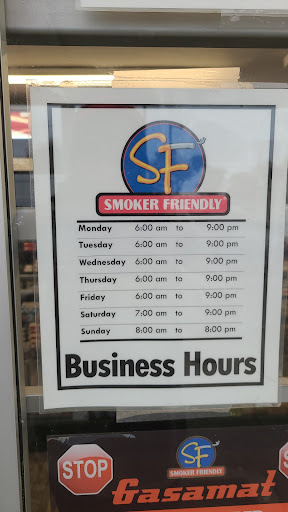 SF
SMOKER FRIENDLY
Monday 6:00 am to 9:00 pm
Tuesday 6:00 am to 9:00 pm
Wednesday 6:00 am to 9:00 pm
Thursday 6:00 am to 9:00 pm
Friday 6:00 am to 9:00 pm
Saturday 7:00 am to 9:00 pm
Sunday 8:00 am to 8:00 pm
Business Hours
SF
SMOKER FRIENDLY
STOP
Gasamat